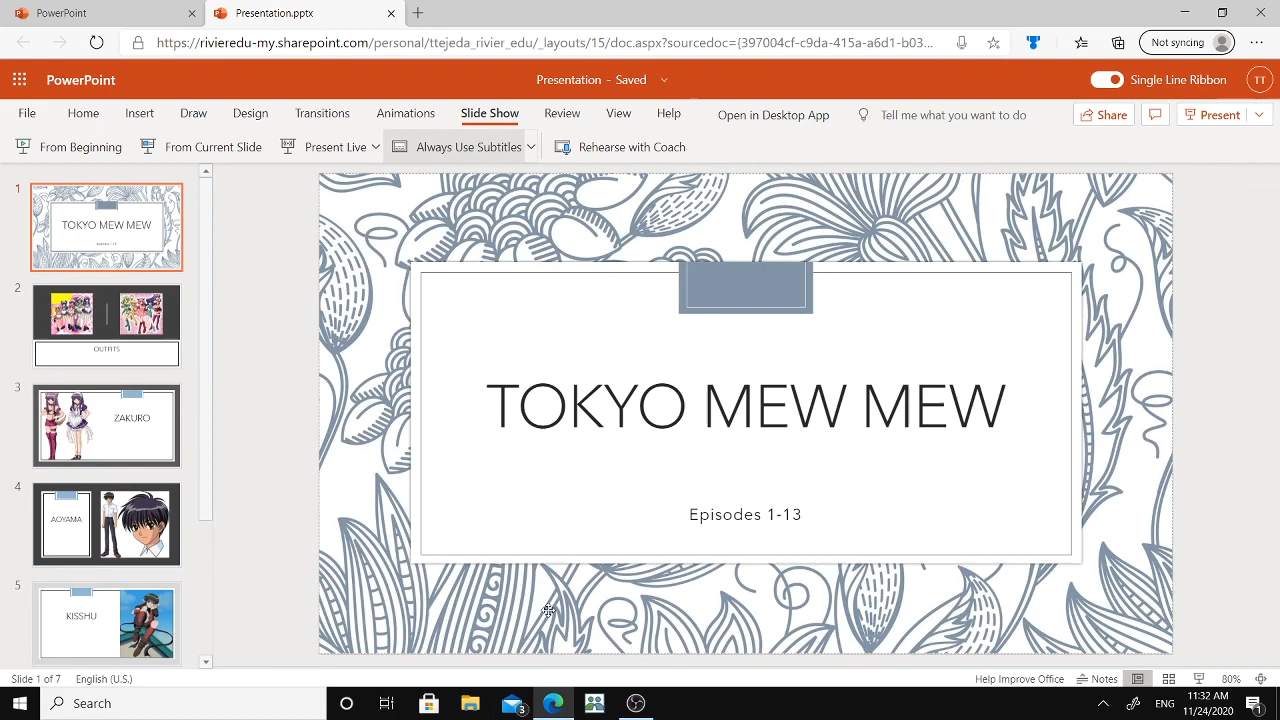 PowerPoint
Presentation.pptx
https://rivieredu-my.sharepoint.com/personal/ttejeda_rivier_edu/_layouts/15/doc.aspx?sourcedoc={397004cf-c9da-415a-a6d1-b03...
Not syncing
PowerPoint
Presentation - Saved
Single Line Ribbon
TT
File Home Insert Draw Design Transitions Animations Slide Show Review View Help Open in Desktop App Tell me what you want to do Share Present
From Beginning From Current Slide Present Live Always Use Subtitles Rehearse with Coach
1
TOKYO MEW MEW
Episodes 1-13
2
OUTFITS
3
ZAKURO
4
AOYAMA
5
KISSHU
TOKYO MEW MEW
Episodes 1-13
Slide 1 of 7 English (U.S.) Help Improve Office Notes 80%
Search
3
ENG
11:32 AM
11/24/2020
1